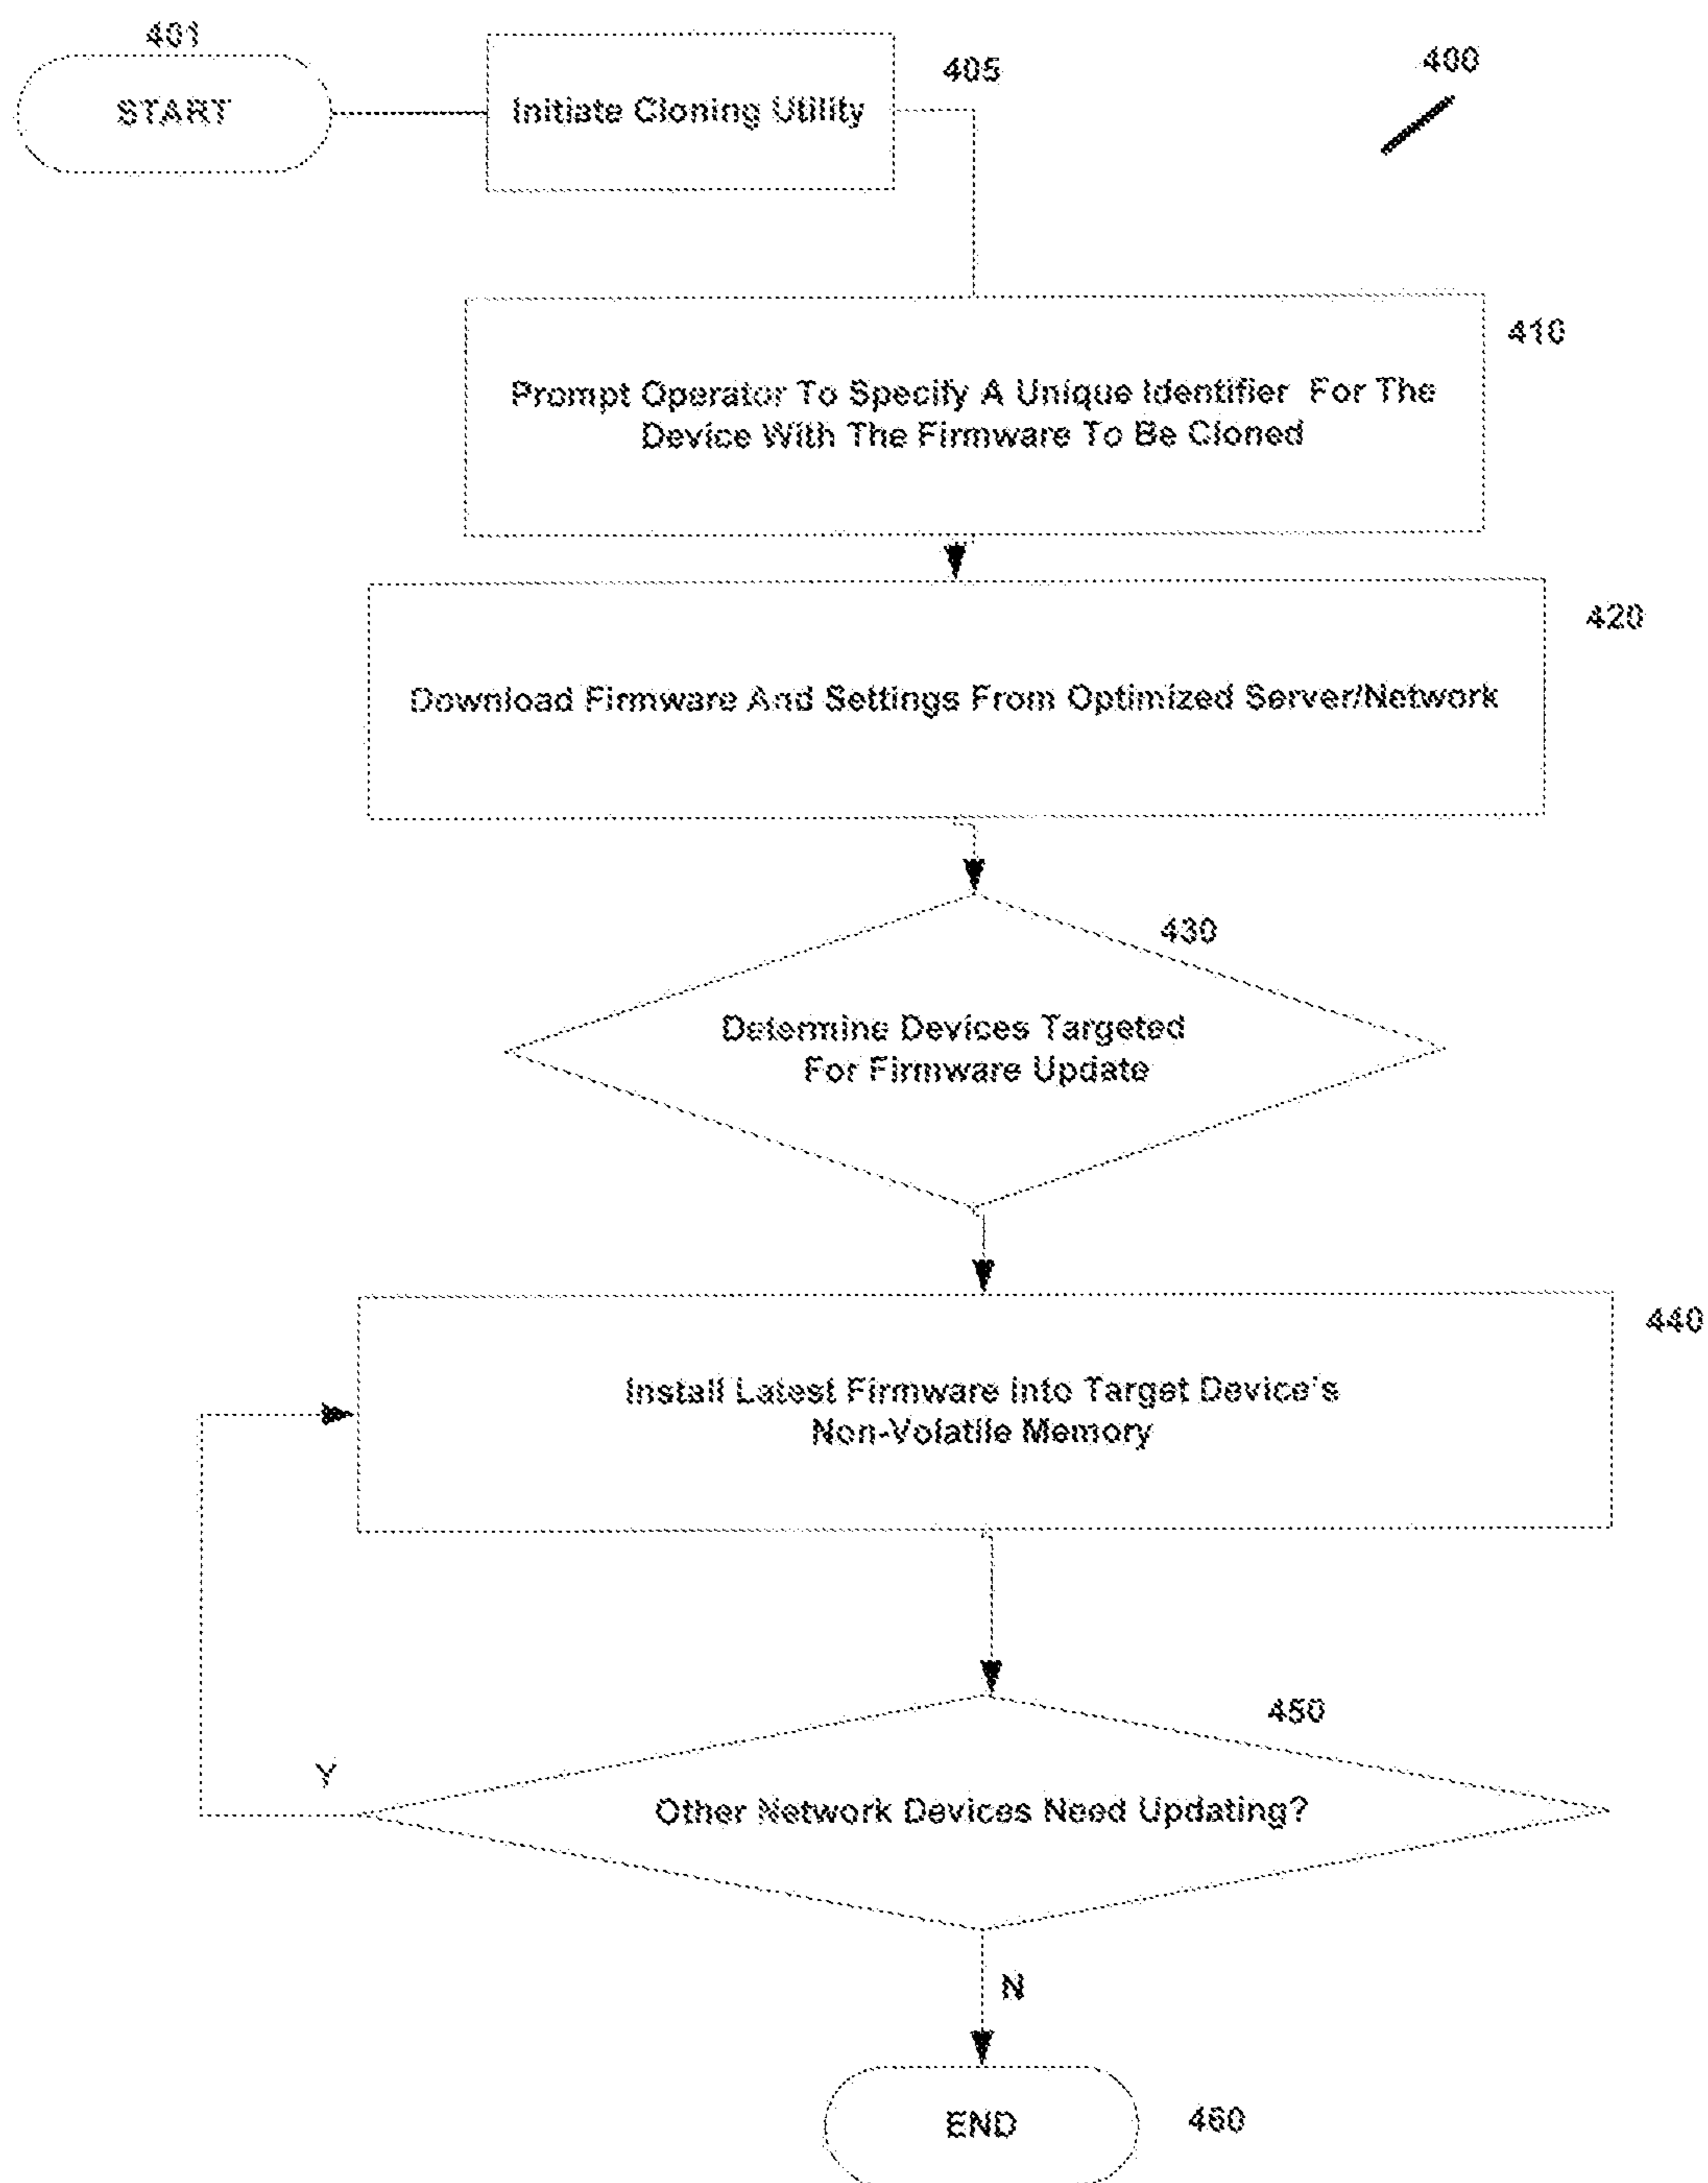 401
START
Initiate Cloning Utility
405
400
410
Prompt Operator To Specify A Unique Identifier For The
Device With The Firmware To Be Cloned
420
Download Firmware And Settings From Optimized Server/Network
430
Determine Devices Targeted
For Firmware Update
440
Install Latest Firmware Into Target Device's
Non-Volatile Memory
450
Y
Other Network Devices Need Updating?
N
END
460